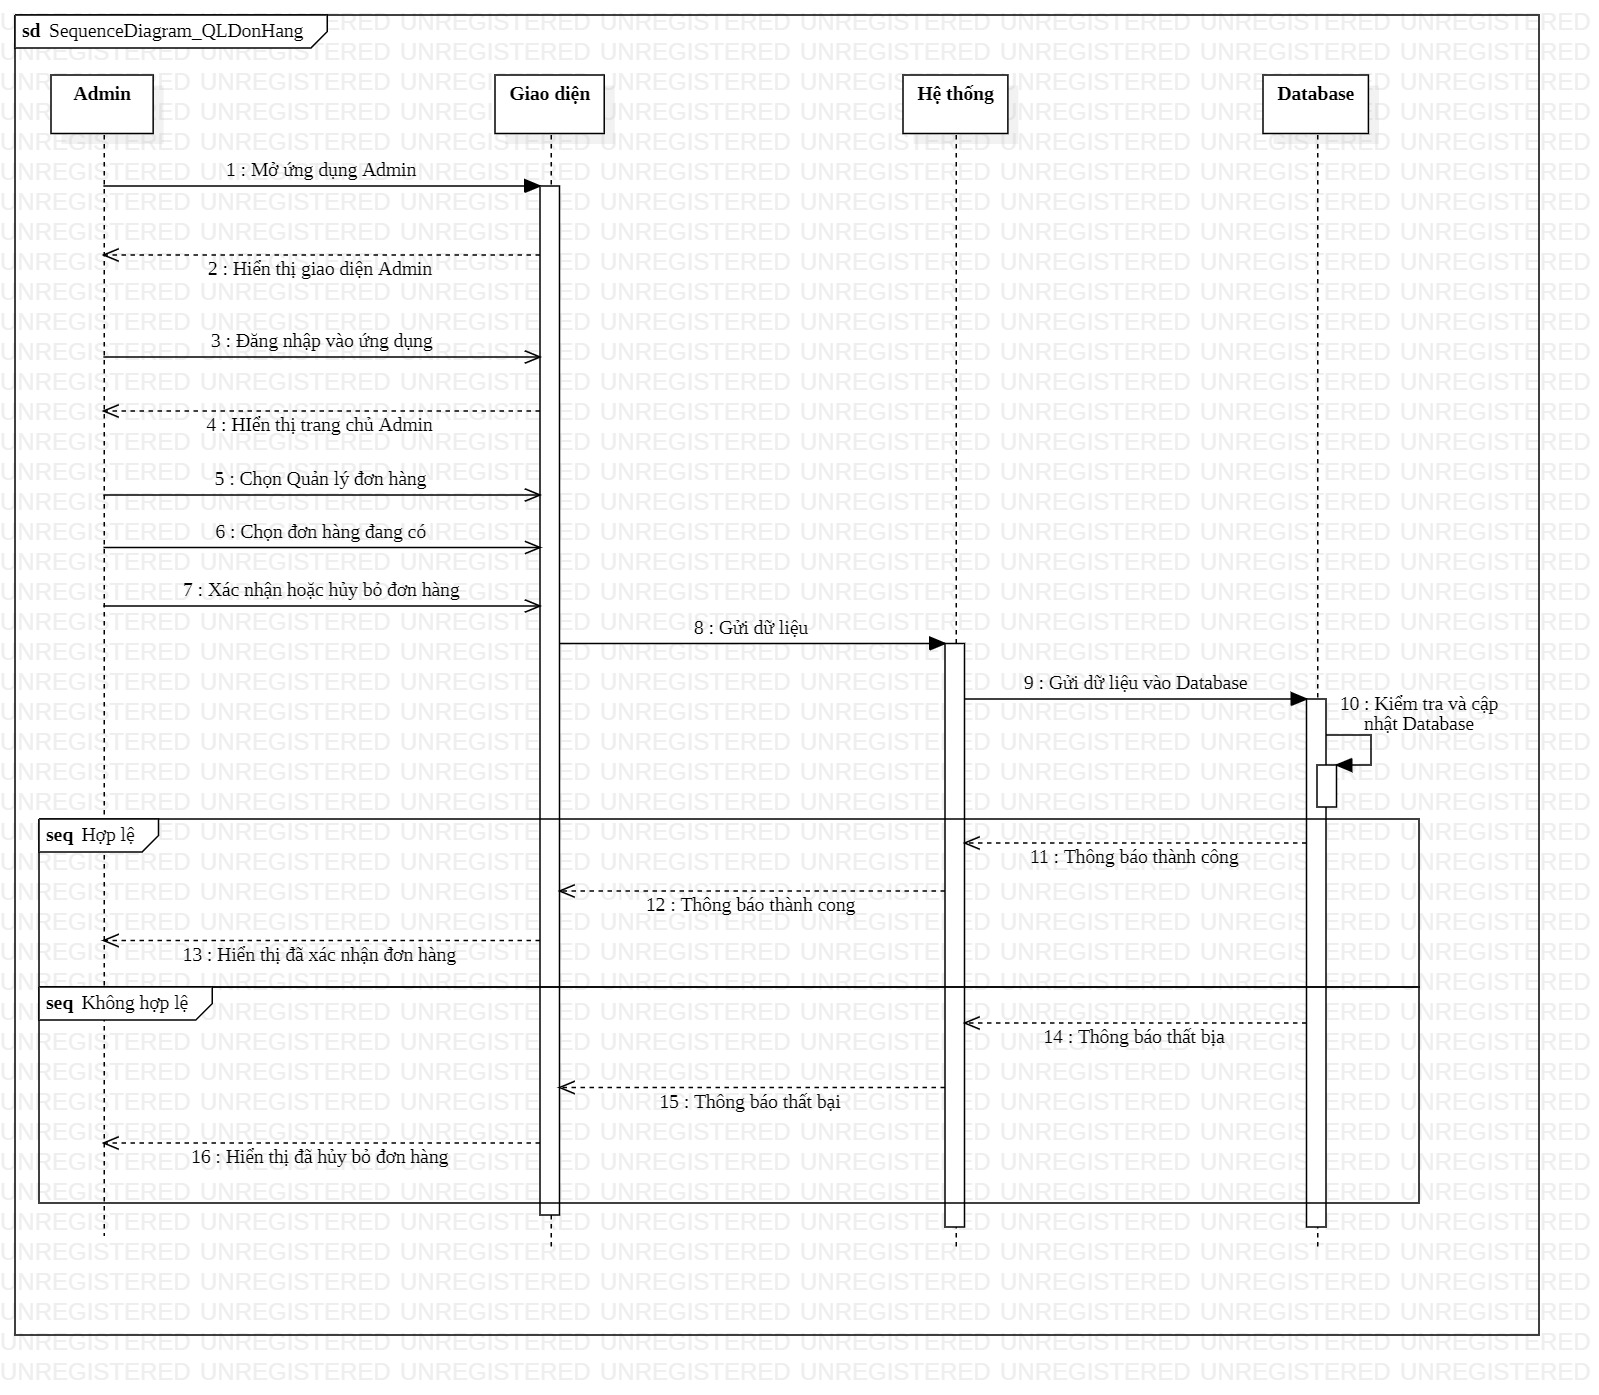 sd SequenceDiagram_QLDonHang
Admin
Giao diện
Hệ thống
Database
1 : Mở ứng dụng Admin
2 : Hiển thị giao diện Admin
3 : Đăng nhập vào ứng dụng
4 : HIển thị trang chủ Admin
5 : Chọn Quản lý đơn hàng
6 : Chọn đơn hàng đang có
7 : Xác nhận hoặc hủy bỏ đơn hàng
8 : Gửi dữ liệu
9 : Gửi dữ liệu vào Database
10 : Kiểm tra và cập
nhật Database
seq Hợp lệ
11 : Thông báo thành công
12 : Thông báo thành cong
13 : Hiển thị đã xác nhận đơn hàng
seq Không hợp lệ
14 : Thông báo thất bịa
15 : Thông báo thất bại
16 : Hiển thị đã hủy bỏ đơn hàng
UNREGISTERED